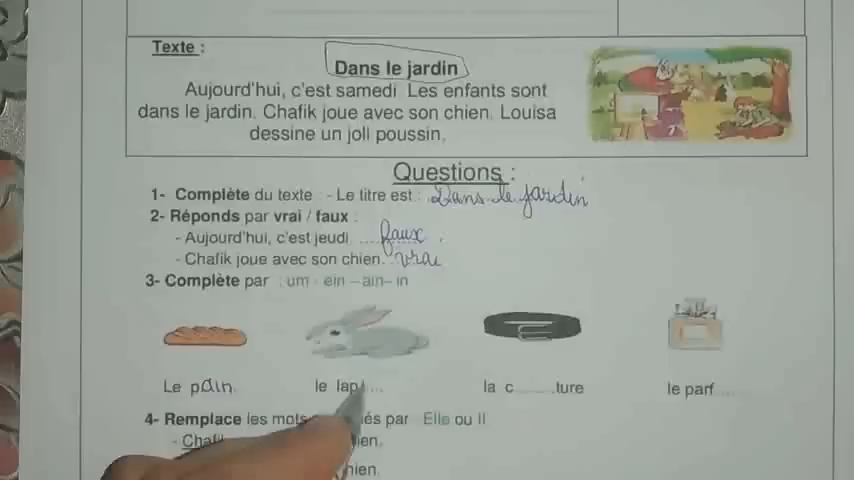 Texte :
Dans le jardin
Aujourd'hui, c'est samedi. Les enfants sont
dans le jardin. Chafik joue avec son chien. Louisa
dessine un joli poussin.
Questions :
1- Complète du texte : - Le titre est : Dans le jardin
2- Réponds par vrai / faux :
- Aujourd'hui, c'est jeudi. faux.
- Chafik joue avec son chien. vrai
3- Complète par : um - ein – ain– in
Le pain. le lap... la c.........ture le parf.....
4- Remplace les mots par Elle ou Il